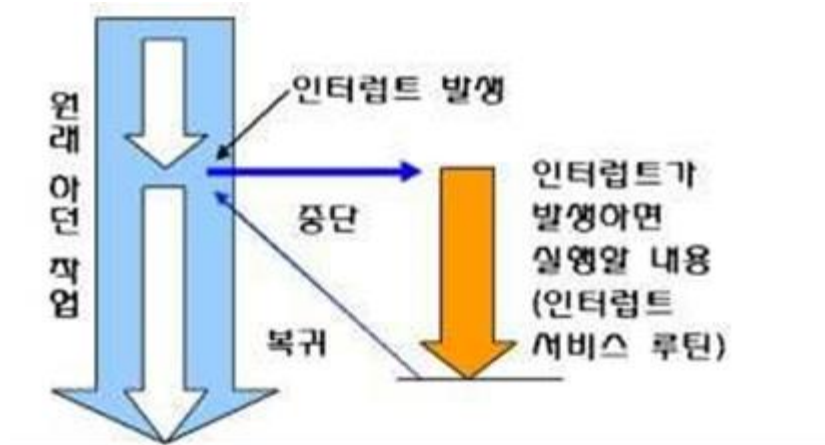 원래 하던 작업
인터럽트 발생
중단
복귀
인터럽트가
발생하면
실행할 내용
(인터럽트
서비스 루틴)